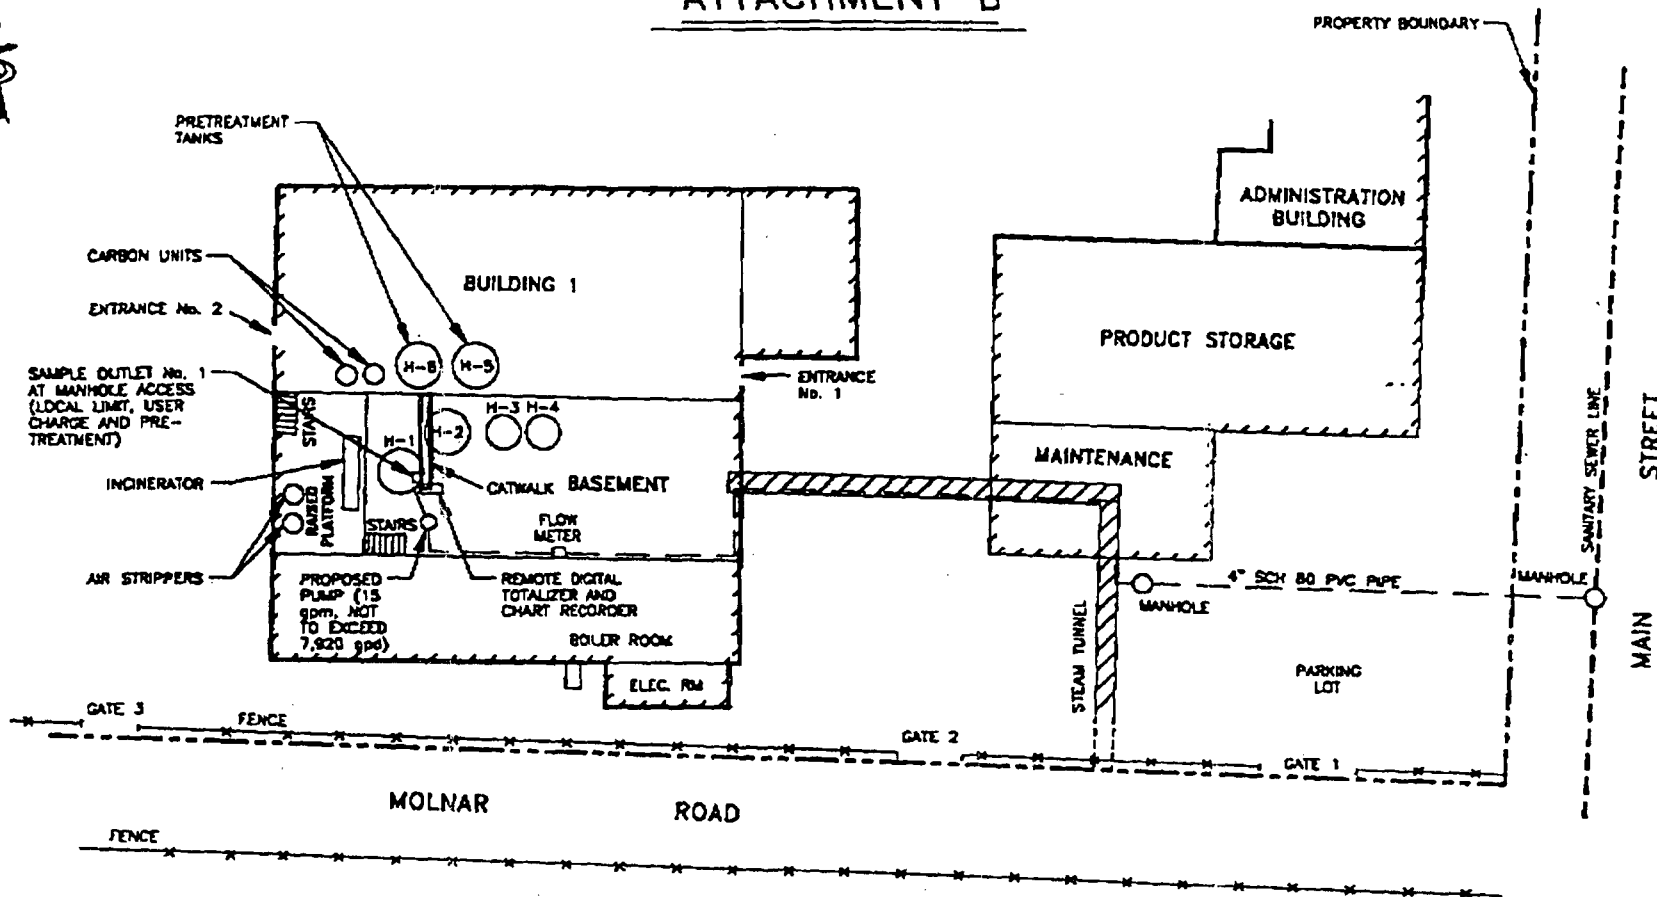 ATTACHMENT B
PROPERTY BOUNDARY
PRETREATMENT
TANKS
ADMINISTRATION
BUILDING
CARBON UNITS
BUILDING 1
ENTRANCE No. 2
PRODUCT STORAGE
H-6
H-5
SAMPLE OUTLET No. 1
AT MANHOLE ACCESS
(LOCAL LIMIT, USER
CHARGE AND PRE-
TREATMENT)
ENTRANCE
No. 1
STAIRS
H-3 H-4
H-2
H-1
SANITARY SEWER LINE
MAIN STREET
MAINTENANCE
INCINERATOR
CATWALK
BASEMENT
RAISED
PLATFORM
STAIRS
FLOW
METER
AIR STRIPPERS
PROPOSED
PUMP (15
gpm, NOT
TO EXCEED
7,920 gpd)
REMOTE DIGITAL
TOTALIZER AND
CHART RECORDER
4" SCH 80 PVC PIPE
MANHOLE
MANHOLE
BOILER ROOM
STEAM TUNNEL
PARKING
LOT
ELEC. RM
GATE 3
FENCE
GATE 2
GATE 1
MOLNAR ROAD
FENCE